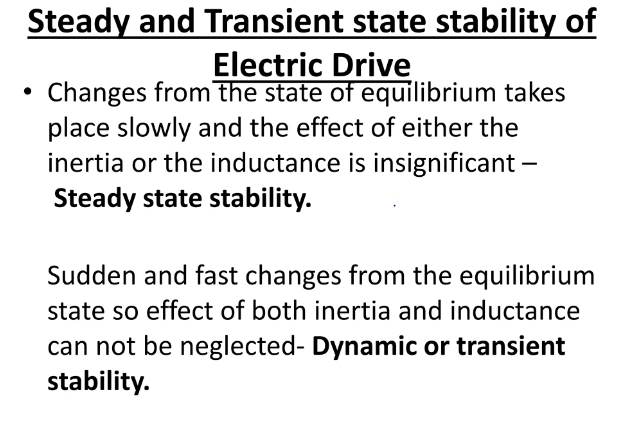 Steady and Transient state stability of
Electric Drive
• Changes from the state of equilibrium takes
place slowly and the effect of either the
inertia or the inductance is insignificant –
Steady state stability.
Sudden and fast changes from the equilibrium
state so effect of both inertia and inductance
can not be neglected- Dynamic or transient
stability.